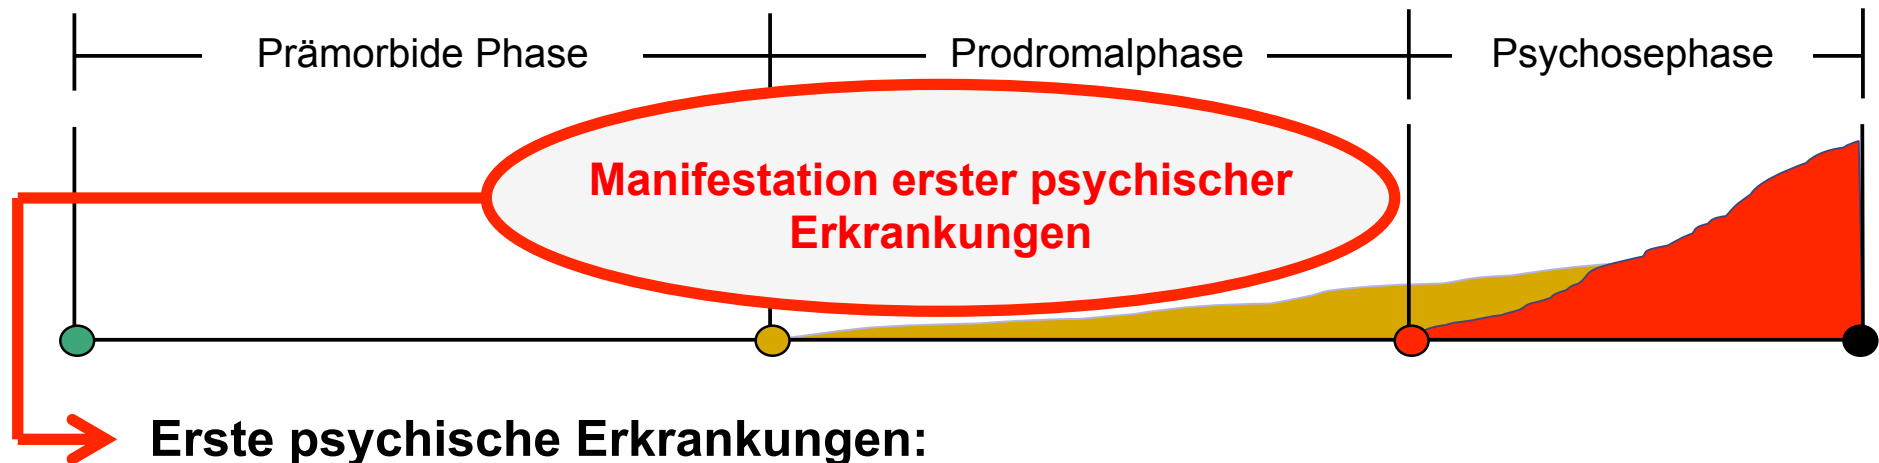 Prämorbide Phase
Prodromalphase
Psychosephase
Manifestation erster psychischer
Erkrankungen
Erste psychische Erkrankungen: